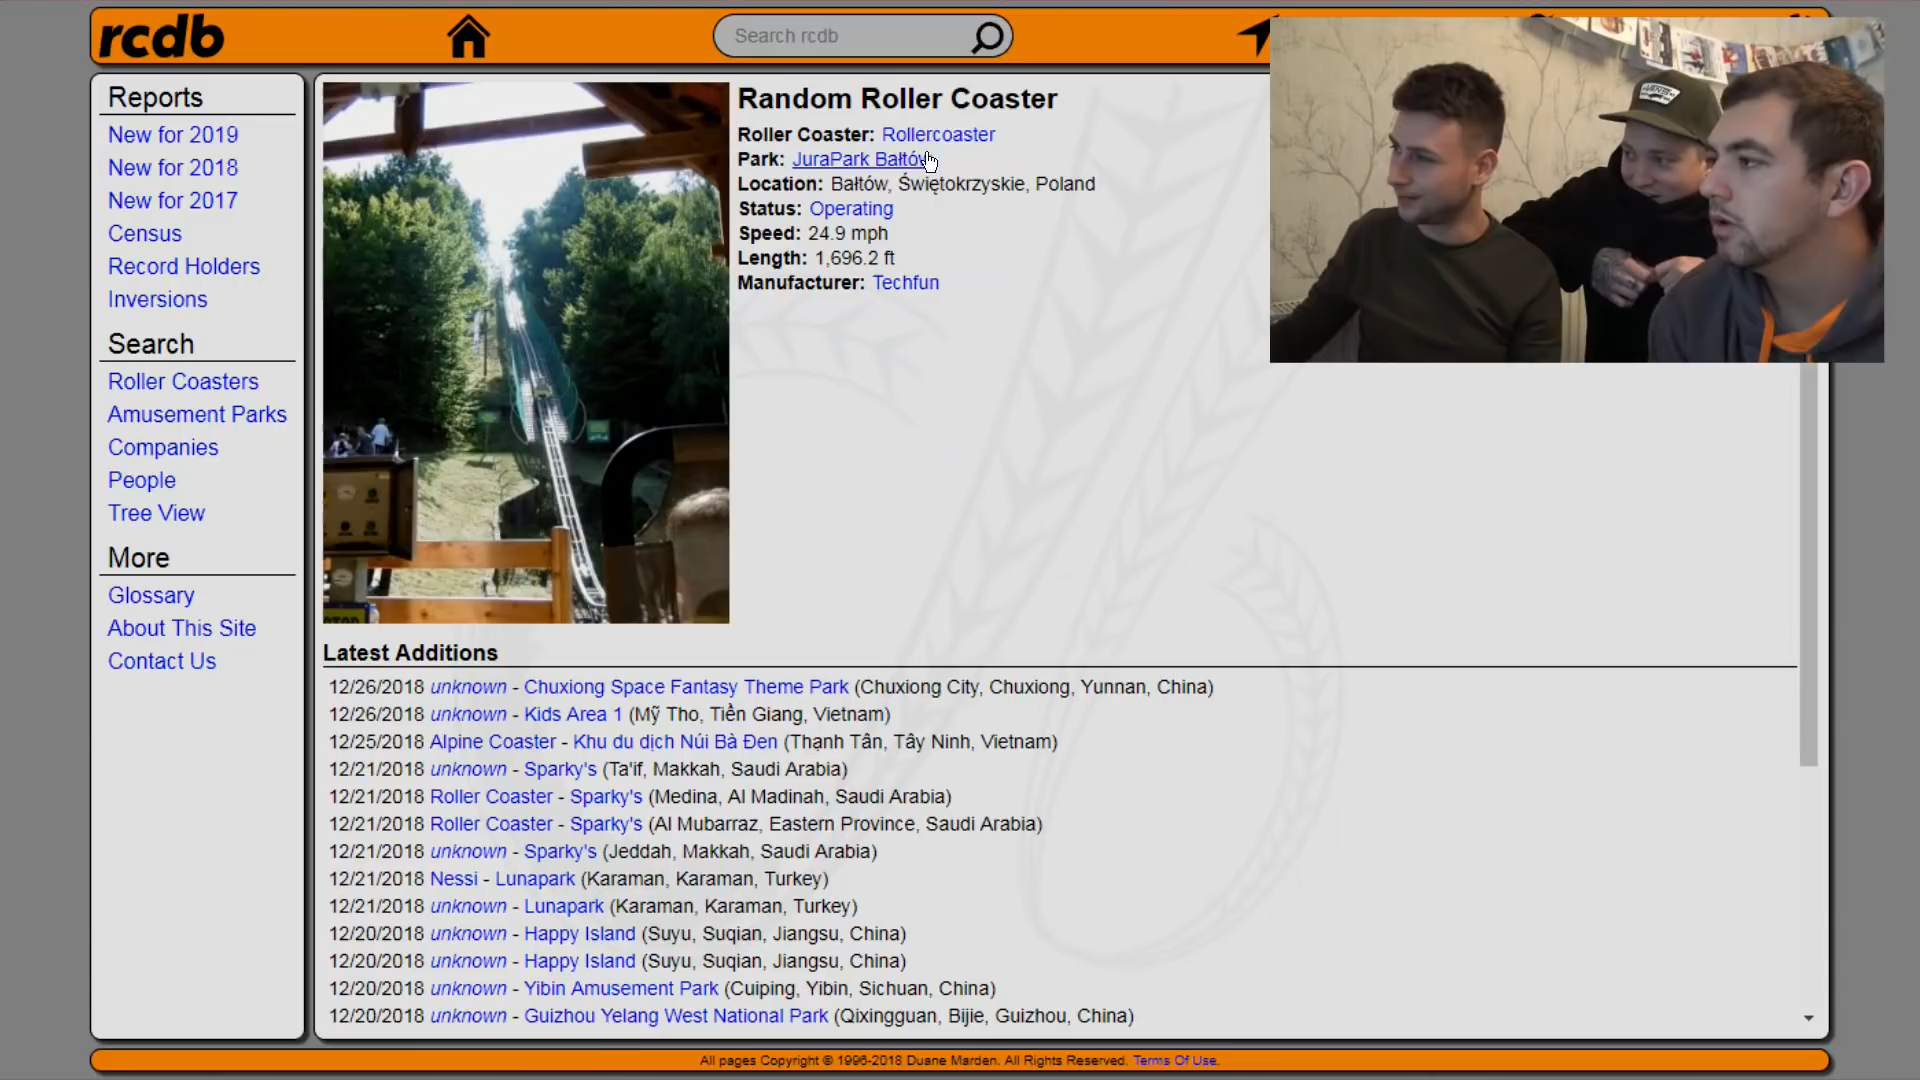 rcdb
Search rcdb
Reports
New for 2019
New for 2018
New for 2017
Census
Record Holders
Inversions
Search
Roller Coasters
Amusement Parks
Companies
People
Tree View
More
Glossary
About This Site
Contact Us
Random Roller Coaster
Roller Coaster: Rollercoaster
Park: JuraPark Bałtów
Location: Bałtów, Świętokrzyskie, Poland
Status: Operating
Speed: 24.9 mph
Length: 1,696.2 ft
Manufacturer: Techfun
Latest Additions
12/26/2018 unknown - Chuxiong Space Fantasy Theme Park (Chuxiong City, Chuxiong, Yunnan, China)
12/26/2018 unknown - Kids Area 1 (Mỹ Tho, Tiền Giang, Vietnam)
12/25/2018 Alpine Coaster - Khu du dịch Núi Bà Đen (Thạnh Tân, Tây Ninh, Vietnam)
12/21/2018 unknown - Sparky's (Ta'if, Makkah, Saudi Arabia)
12/21/2018 Roller Coaster - Sparky's (Medina, Al Madinah, Saudi Arabia)
12/21/2018 Roller Coaster - Sparky's (Al Mubarraz, Eastern Province, Saudi Arabia)
12/21/2018 unknown - Sparky's (Jeddah, Makkah, Saudi Arabia)
12/21/2018 Nessi - Lunapark (Karaman, Karaman, Turkey)
12/21/2018 unknown - Lunapark (Karaman, Karaman, Turkey)
12/20/2018 unknown - Happy Island (Suyu, Suqian, Jiangsu, China)
12/20/2018 unknown - Happy Island (Suyu, Suqian, Jiangsu, China)
12/20/2018 unknown - Yibin Amusement Park (Cuiping, Yibin, Sichuan, China)
12/20/2018 unknown - Guizhou Yelang West National Park (Qixingguan, Bijie, Guizhou, China)
All pages Copyright © 1996-2018 Duane Marden. All Rights Reserved. Terms Of Use.